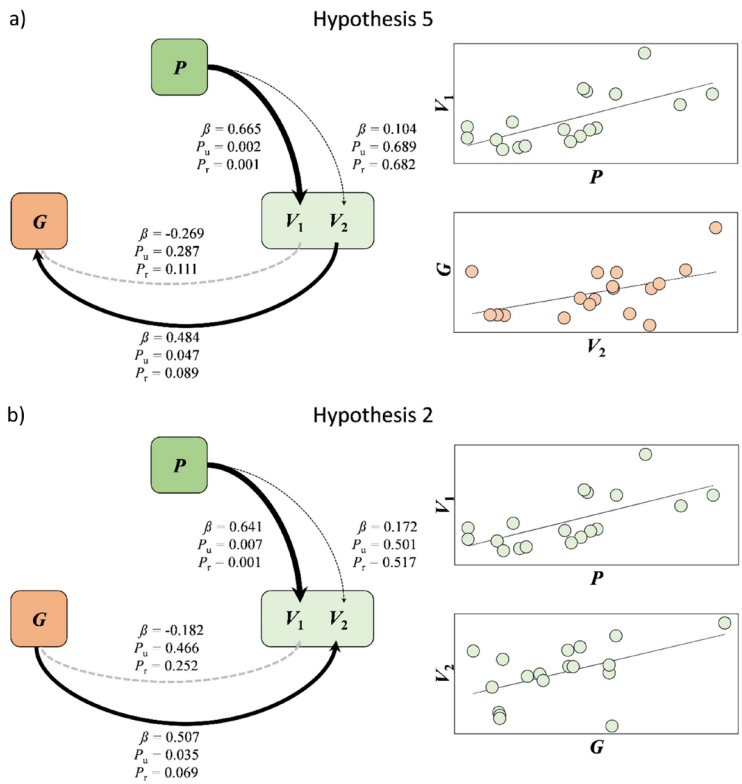 a) Hypothesis 5
P
β = 0.665
Pu = 0.002
Pr = 0.001
β = 0.104
Pu = 0.689
Pr = 0.682
G
V1 V2
β = -0.269
Pu = 0.287
Pr = 0.111
β = 0.484
Pu = 0.047
Pr = 0.089
V1
P
G
V2
b) Hypothesis 2
P
β = 0.641
Pu = 0.007
Pr = 0.001
β = 0.172
Pu = 0.501
Pr = 0.517
G
V1 V2
β = -0.182
Pu = 0.466
Pr = 0.252
β = 0.507
Pu = 0.035
Pr = 0.069
V1
P
V2
G